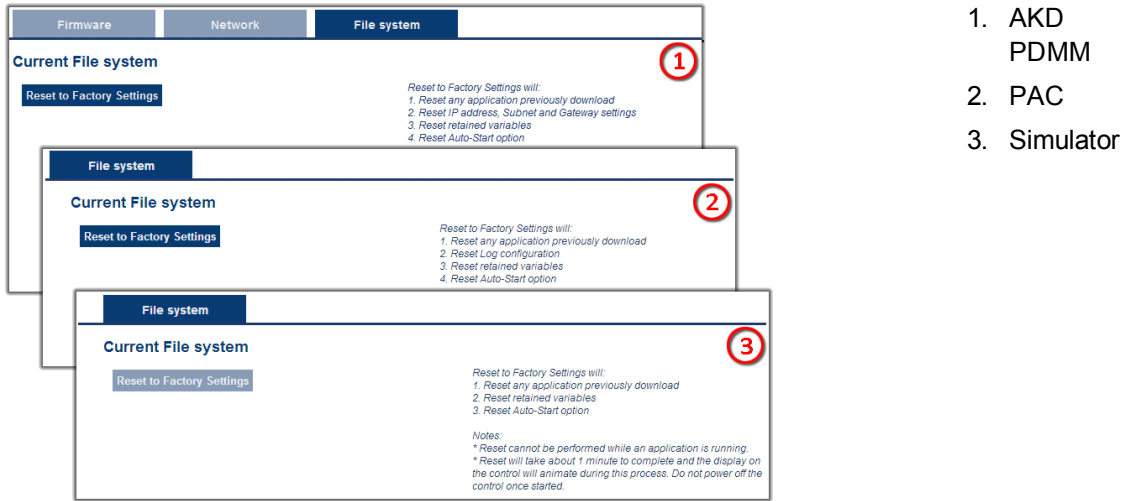 Firmware Network File system
Current File system
1
Reset to Factory Settings
Reset to Factory Settings will:
1. Reset any application previously download
2. Reset IP address, Subnet and Gateway settings
3. Reset retained variables
4. Reset Auto-Start option
File system
Current File system
2
Reset to Factory Settings
Reset to Factory Settings will:
1. Reset any application previously download
2. Reset Log configuration
3. Reset retained variables
4. Reset Auto-Start option
File system
Current File system
3
Reset to Factory Settings
Reset to Factory Settings will:
1. Reset any application previously download
2. Reset retained variables
3. Reset Auto-Start option
Notes:
* Reset cannot be performed while an application is running.
* Reset will take about 1 minute to complete and the display on
the control will animate during this process. Do not power off the
control once started.
1. AKD
PDMM
2. PAC
3. Simulator